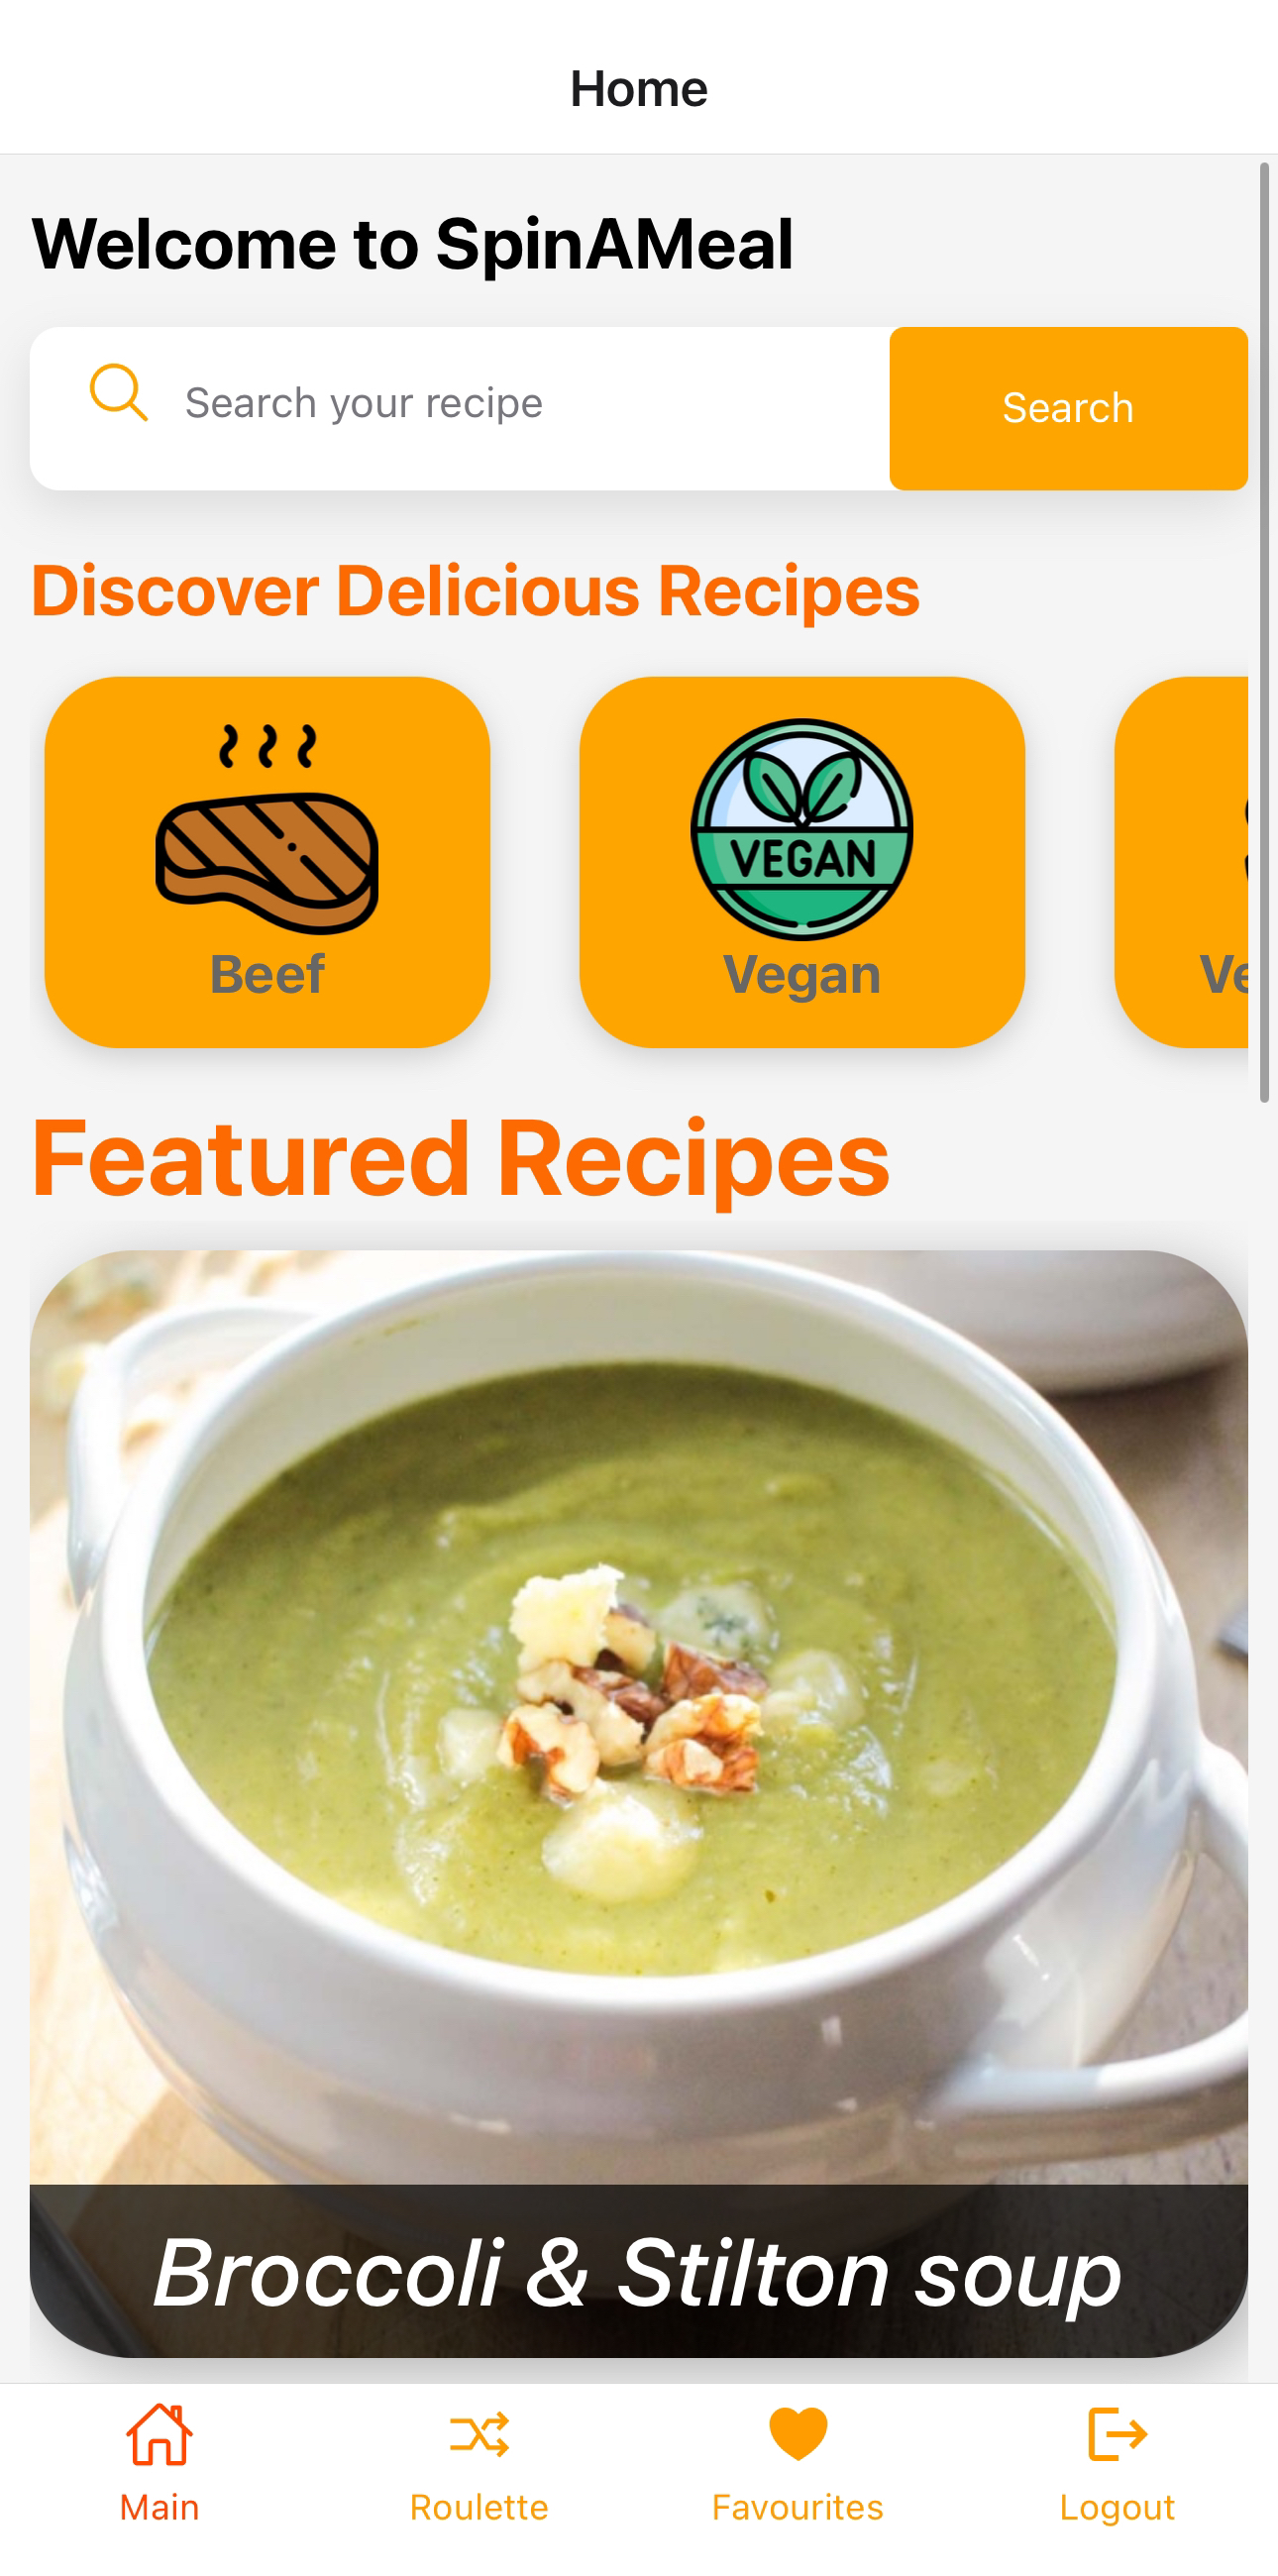 Home
Welcome to SpinAMeal
Search your recipe
Search
Discover Delicious Recipes
VEGAN
Beef
Vegan
Featured Recipes
Broccoli & Stilton soup
Main
Roulette
Favourites
Logout